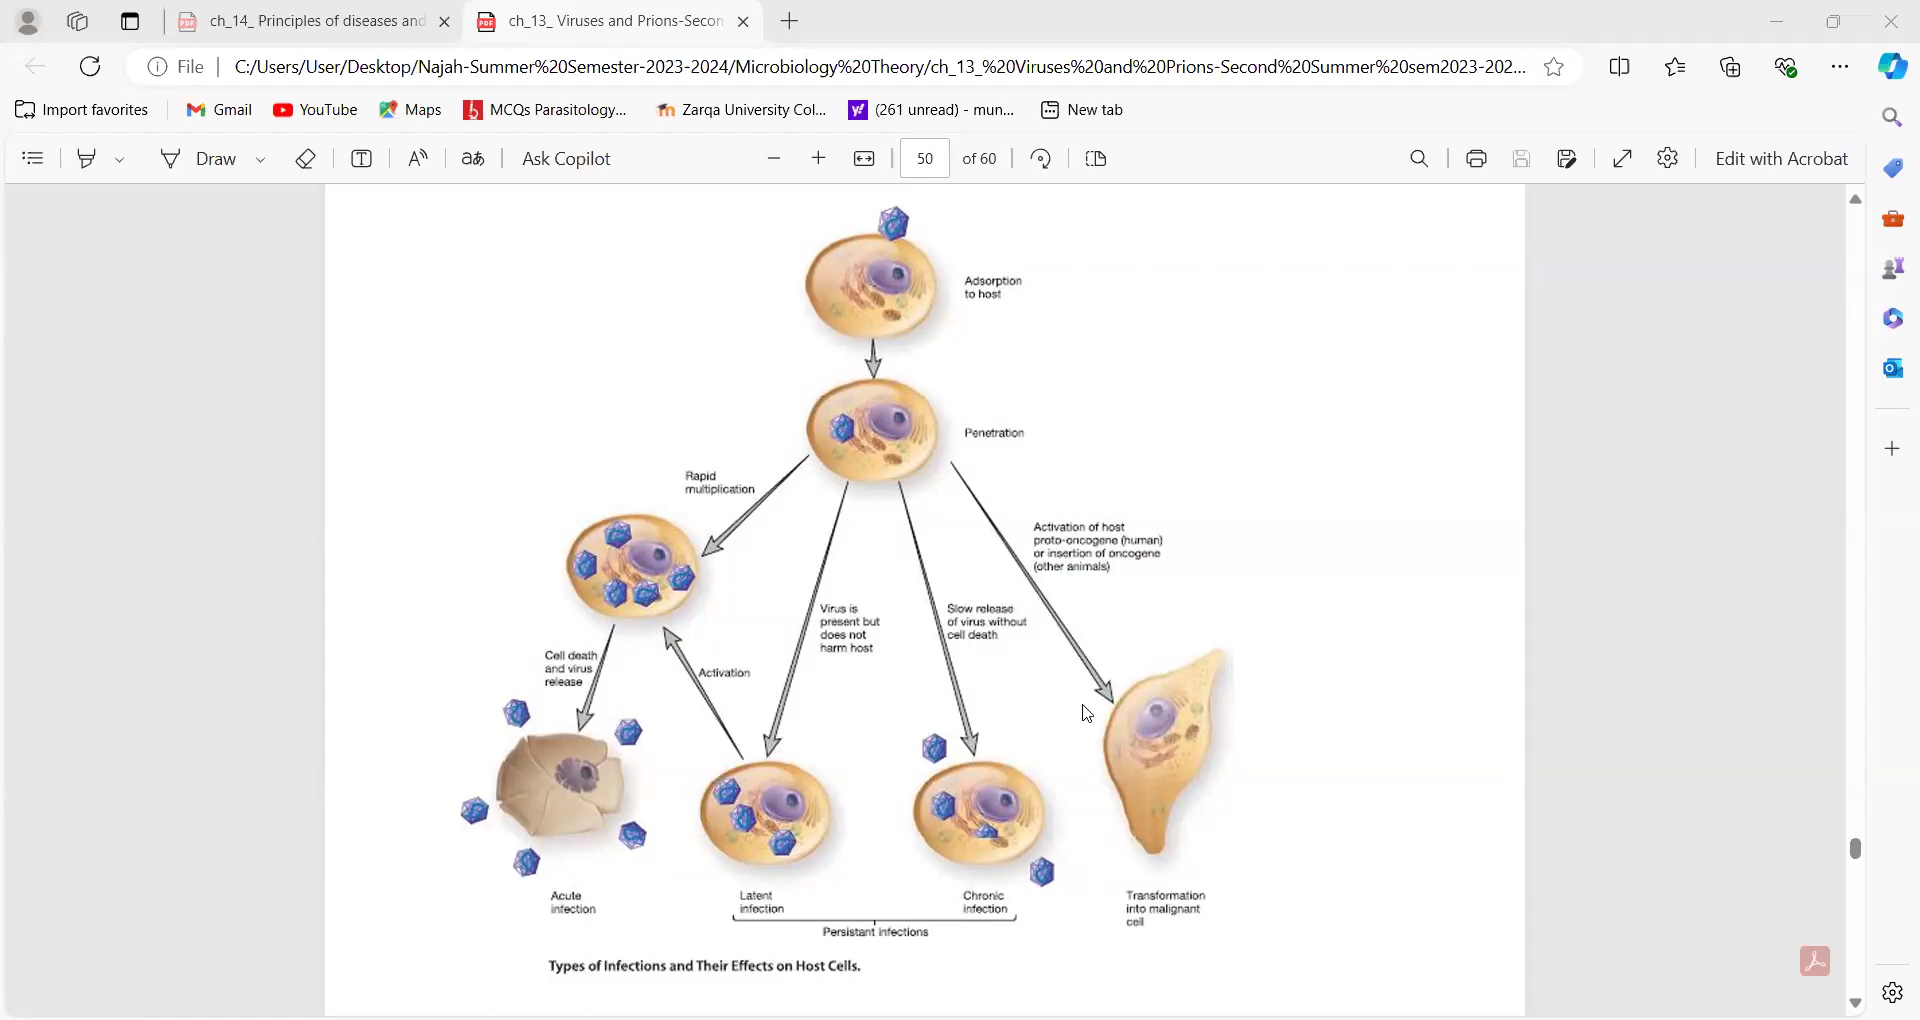 ch_14_ Principles of diseases and
ch_13_ Viruses and Prions-Secon
File
C:/Users/User/Desktop/Najah-Summer%20Semester-2023-2024/Microbiology%20Theory/ch_13_%20Viruses%20and%20Prions-Second%20Summer%20sem2023-202...
Import favorites
Gmail
YouTube
Maps
MCQs Parasitology...
Zarqa University Col...
(261 unread) - mun...
New tab
Draw
Ask Copilot
50 of 60
Edit with Acrobat
Adsorption
to host
Penetration
Rapid
multiplication
Activation of host
proto-oncogene (human)
or insertion of oncogene
(other animals)
Virus is
present but
does not
harm host
Slow release
of virus without
cell death
Cell death
and virus
release
Activation
Acute
infection
Latent
infection
Chronic
infection
Transformation
into malignant
cell
Persistant infections
Types of Infections and Their Effects on Host Cells.